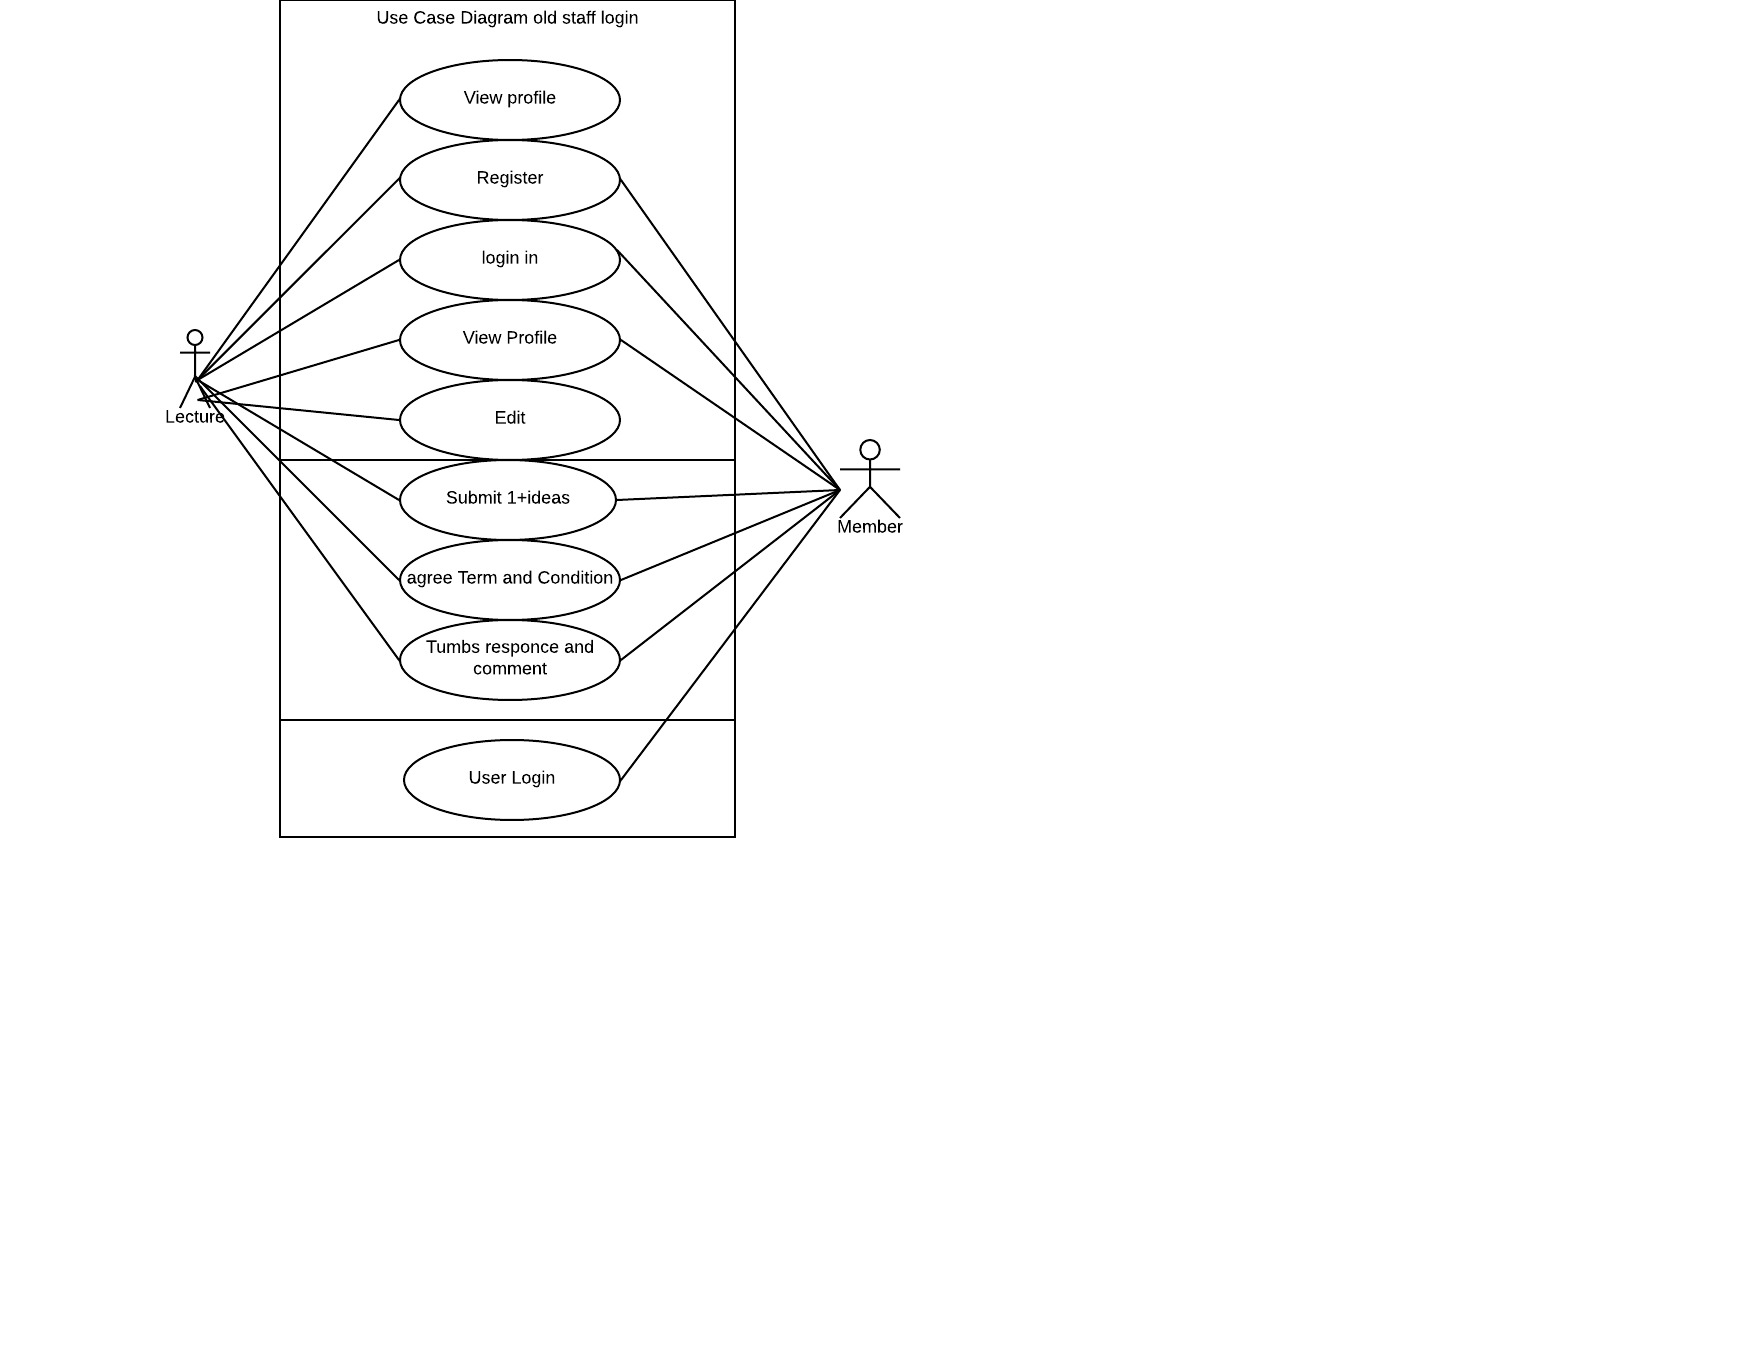 Use Case Diagram old staff login
View profile
Register
login in
View Profile
Edit
Lecture
Submit 1+ideas
Member
agree Term and Condition
Tumbs responce and
comment
User Login